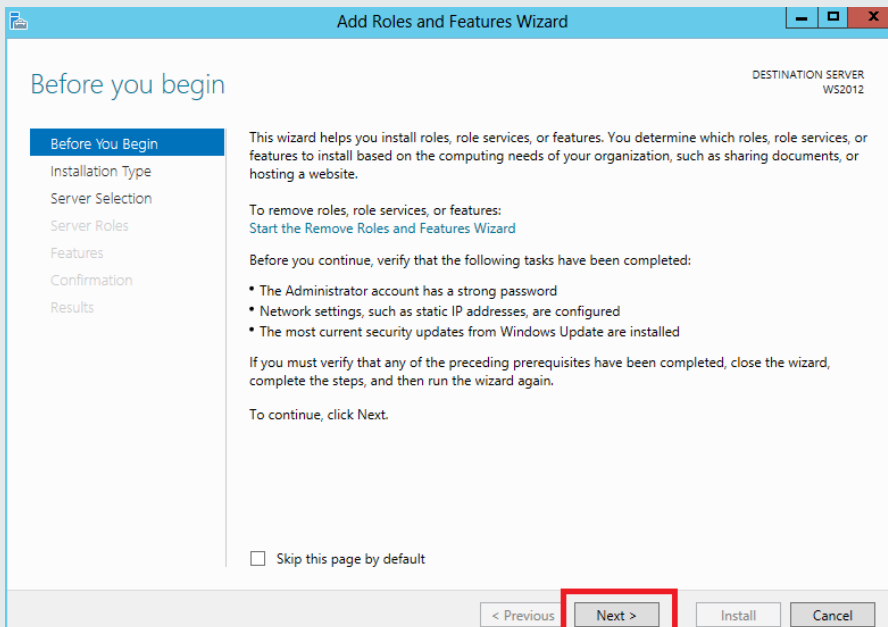 Add Roles and Features Wizard
Before you begin
DESTINATION SERVER
WS2012
Before You Begin
Installation Type
Server Selection
Server Roles
Features
Confirmation
Results
This wizard helps you install roles, role services, or features. You determine which roles, role services, or
features to install based on the computing needs of your organization, such as sharing documents, or
hosting a website.
To remove roles, role services, or features:
Start the Remove Roles and Features Wizard
Before you continue, verify that the following tasks have been completed:
• The Administrator account has a strong password
• Network settings, such as static IP addresses, are configured
• The most current security updates from Windows Update are installed
If you must verify that any of the preceding prerequisites have been completed, close the wizard,
complete the steps, and then run the wizard again.
To continue, click Next.
Skip this page by default
< Previous
Next >
Install
Cancel